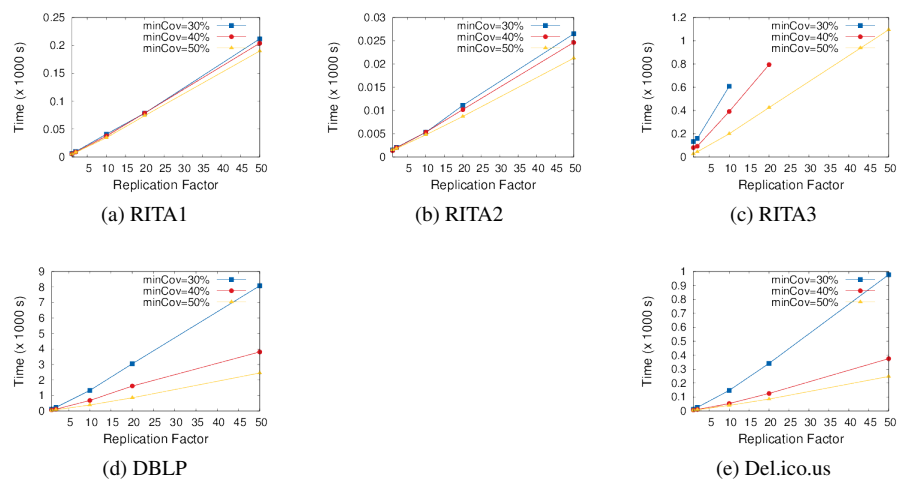 0.25
0.2
0.15
0.1
0.05
0
Time (x 1000 s)
minCov=30%
minCov=40%
minCov=50%
5 10 15 20 25 30 35 40 45 50
Replication Factor
(a) RITA1
0.03
0.025
0.02
0.015
0.01
0.005
0
Time (x 1000 s)
minCov=30%
minCov=40%
minCov=50%
5 10 15 20 25 30 35 40 45 50
Replication Factor
(b) RITA2
1.2
1
0.8
0.6
0.4
0.2
0
Time (x 1000 s)
minCov=30%
minCov=40%
minCov=50%
5 10 15 20 25 30 35 40 45 50
Replication Factor
(c) RITA3
9
8
7
6
5
4
3
2
1
0
Time (x 1000 s)
minCov=30%
minCov=40%
minCov=50%
5 10 15 20 25 30 35 40 45 50
Replication Factor
(d) DBLP
1
0.9
0.8
0.7
0.6
0.5
0.4
0.3
0.2
0.1
0
Time (x 1000 s)
minCov=30%
minCov=40%
minCov=50%
5 10 15 20 25 30 35 40 45 50
Replication Factor
(e) Del.ico.us